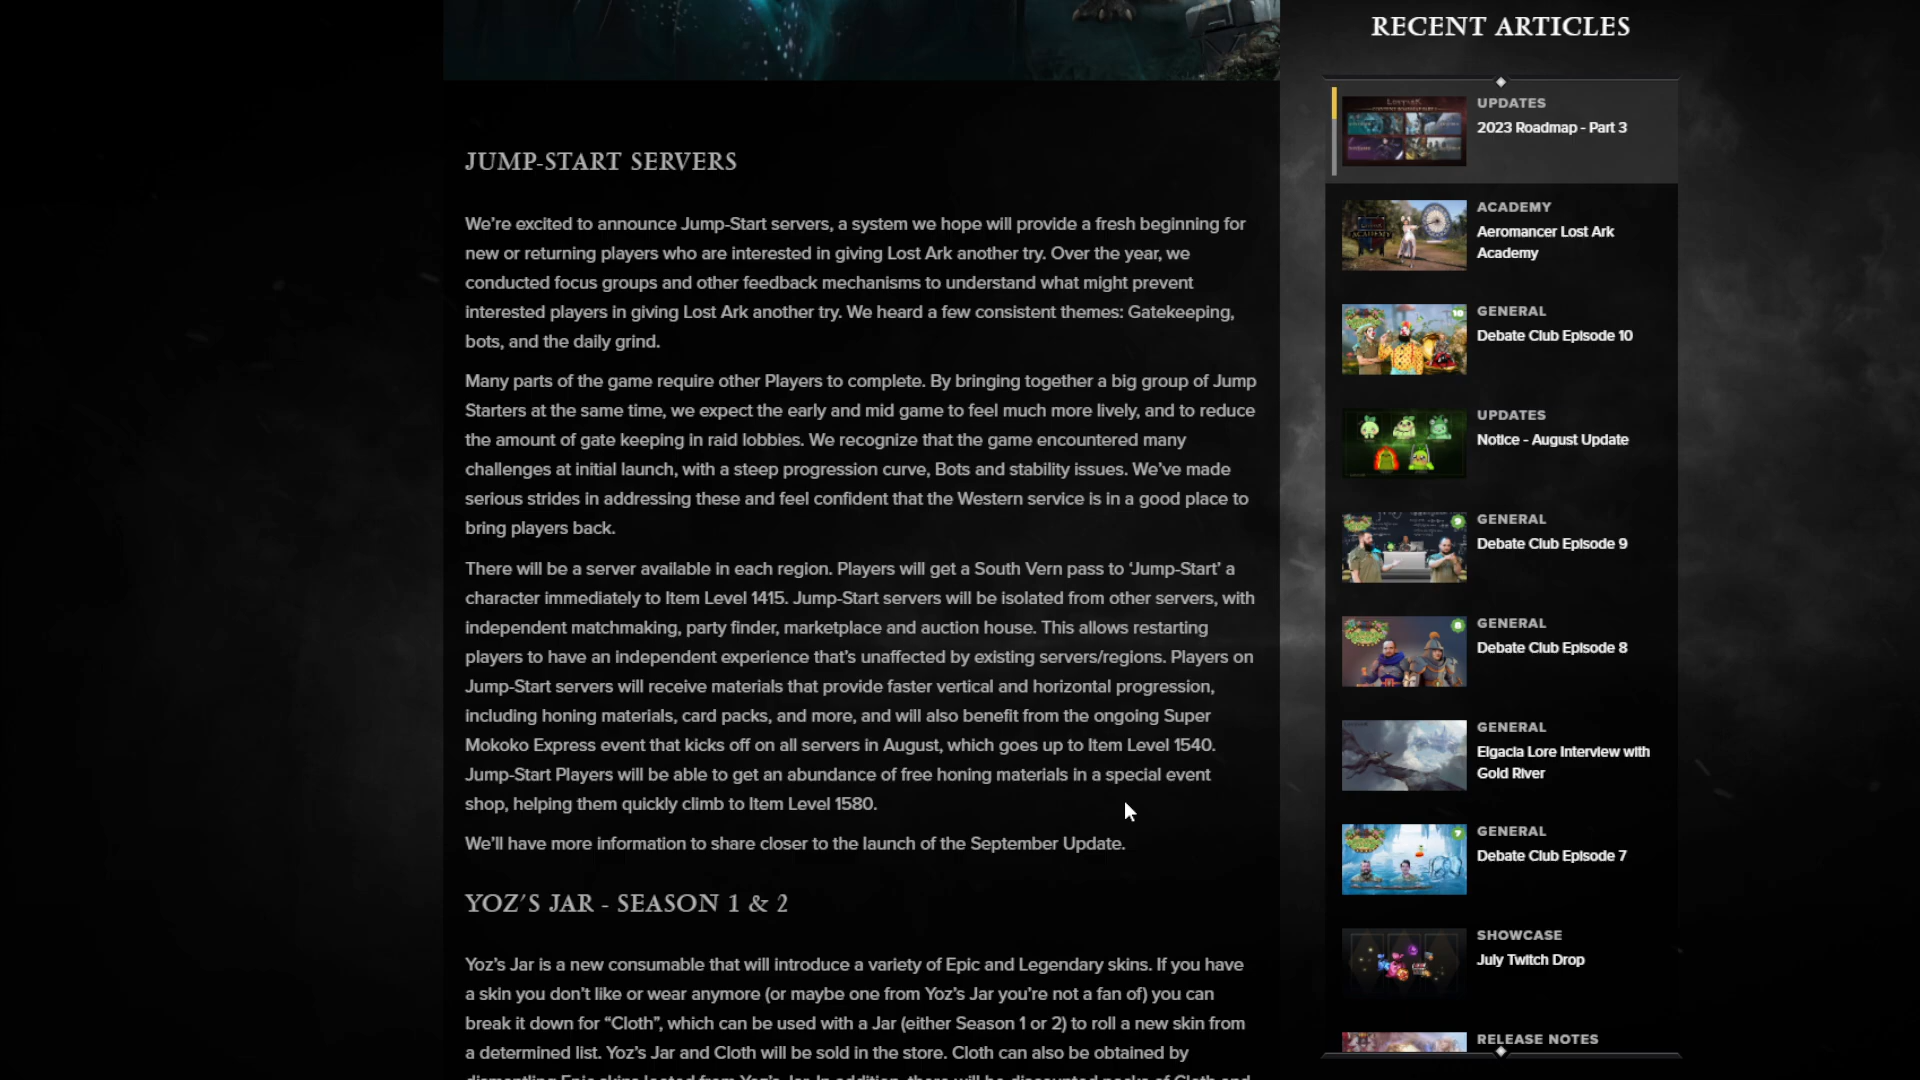 JUMP-START SERVERS
We’re excited to announce Jump-Start servers, a system we hope will provide a fresh beginning for
new or returning players who are interested in giving Lost Ark another try. Over the year, we
conducted focus groups and other feedback mechanisms to understand what might prevent
interested players in giving Lost Ark another try. We heard a few consistent themes: Gatekeeping,
bots, and the daily grind.
Many parts of the game require other Players to complete. By bringing together a big group of Jump
Starters at the same time, we expect the early and mid game to feel much more lively, and to reduce
the amount of gate keeping in raid lobbies. We recognize that the game encountered many
challenges at initial launch, with a steep progression curve, Bots and stability issues. We’ve made
serious strides in addressing these and feel confident that the Western service is in a good place to
bring players back.
There will be a server available in each region. Players will get a South Vern pass to ‘Jump-Start’ a
character immediately to Item Level 1415. Jump-Start servers will be isolated from other servers, with
independent matchmaking, party finder, marketplace and auction house. This allows restarting
players to have an independent experience that’s unaffected by existing servers/regions. Players on
Jump-Start servers will receive materials that provide faster vertical and horizontal progression,
including honing materials, card packs, and more, and will also benefit from the ongoing Super
Mokoko Express event that kicks off on all servers in August, which goes up to Item Level 1540.
Jump-Start Players will be able to get an abundance of free honing materials in a special event
shop, helping them quickly climb to Item Level 1580.
We’ll have more information to share closer to the launch of the September Update.
YOZ’S JAR - SEASON 1 & 2
Yoz’s Jar is a new consumable that will introduce a variety of Epic and Legendary skins. If you have
a skin you don’t like or wear anymore (or maybe one from Yoz’s Jar you’re not a fan of) you can
break it down for “Cloth”, which can be used with a Jar (either Season 1 or 2) to roll a new skin from
a determined list. Yoz’s Jar and Cloth will be sold in the store. Cloth can also be obtained by
dismantling Epic skins looted from Yoz’s Jar. In addition, there will be discounted packs of Cloth and
RECENT ARTICLES
UPDATES
2023 Roadmap - Part 3
ACADEMY
Aeromancer Lost Ark
Academy
GENERAL
Debate Club Episode 10
UPDATES
Notice - August Update
GENERAL
Debate Club Episode 9
GENERAL
Debate Club Episode 8
GENERAL
Elgacia Lore Interview with
Gold River
GENERAL
Debate Club Episode 7
SHOWCASE
July Twitch Drop
RELEASE NOTES